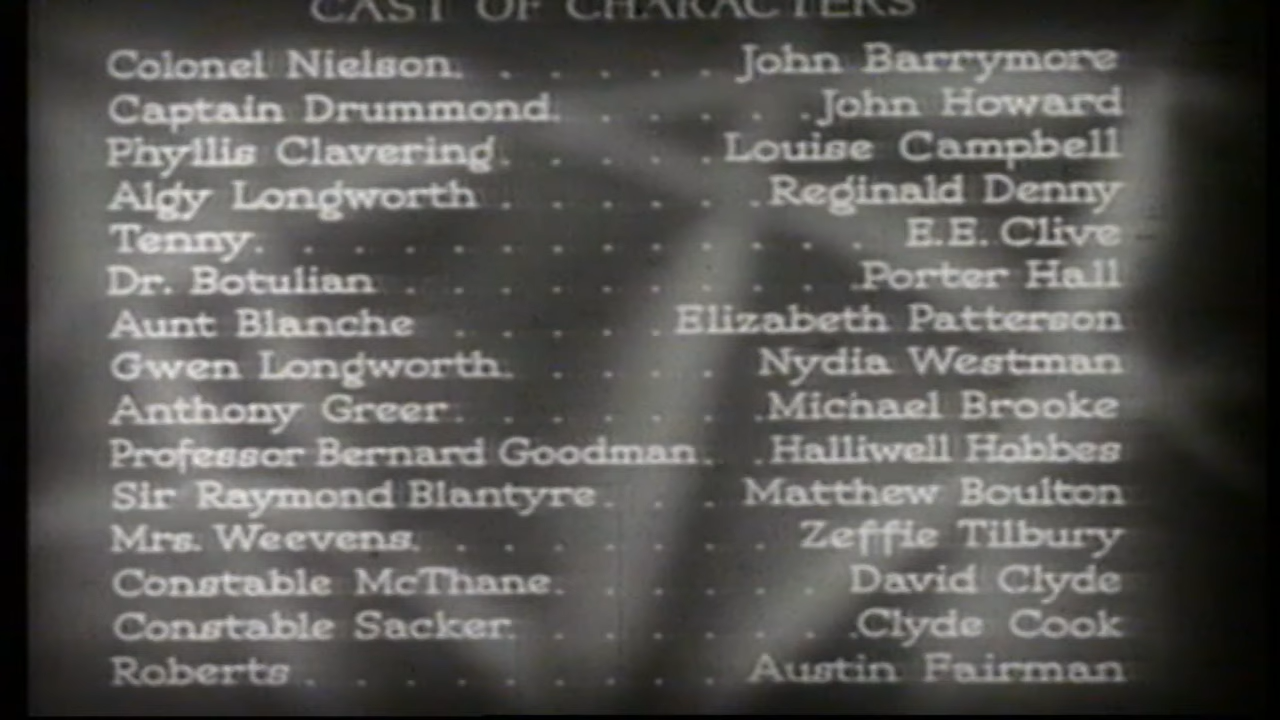 CAST OF CHARACTERS
Colonel Nielson. . . . . . . John Barrymore
Captain Drummond. . . . . . John Howard
Phyllis Clavering. . . . . . Louise Campbell
Algy Longworth . . . . . . Reginald Denny
Tenny. . . . . . . . . . . . . E.E. Clive
Dr. Botulian . . . . . . . . . . Porter Hall
Aunt Blanche . . . . . Elizabeth Patterson
Gwen Longworth. . . . . Nydia Westman
Anthony Greer. . . . . . . Michael Brooke
Professor Bernard Goodman. . Halliwell Hobbes
Sir Raymond Blantyre. . . Matthew Boulton
Mrs. Weevens. . . . . . . . Zeffie Tilbury
Constable McThane. . . . . . David Clyde
Constable Sacker. . . . . . . . Clyde Cook
Roberts . . . . . . . . . Austin Fairman